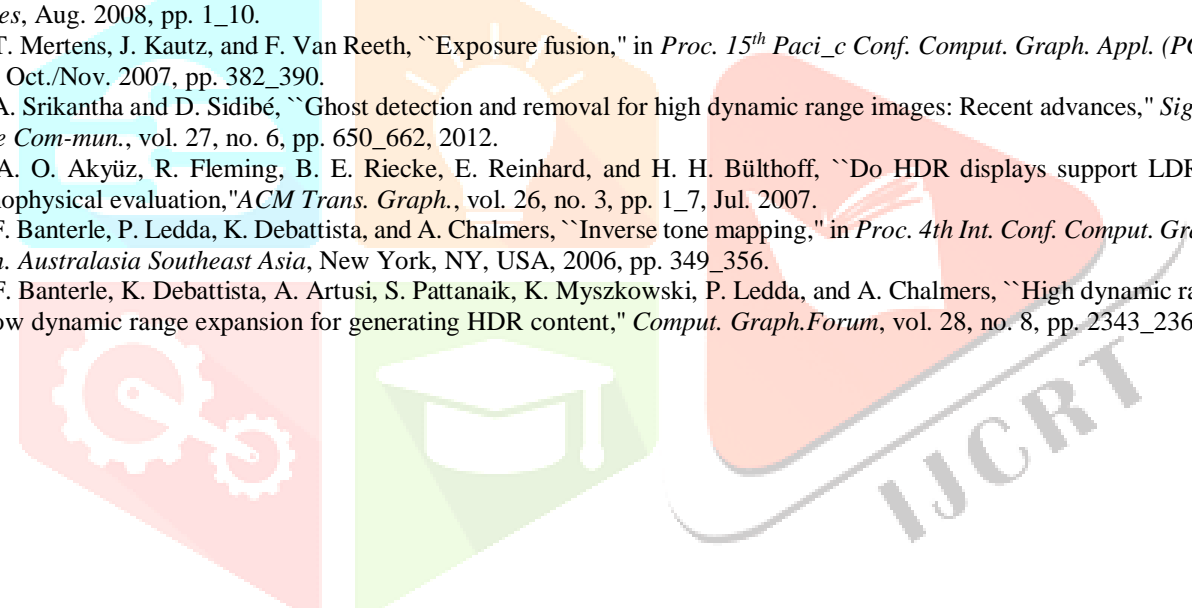 es, Aug. 2008, pp. 1_10.
T. Mertens, J. Kautz, and F. Van Reeth, ``Exposure fusion,'' in Proc. 15th Paci_c Conf. Comput. Graph. Appl. (PC
Oct./Nov. 2007, pp. 382_390.
A. Srikantha and D. Sidibé, ``Ghost detection and removal for high dynamic range images: Recent advances,'' Sig
e Com-mun., vol. 27, no. 6, pp. 650_662, 2012.
A. O. Akyüz, R. Fleming, B. E. Riecke, E. Reinhard, and H. H. Bülthoff, ``Do HDR displays support LDR
ophysical evaluation,''ACM Trans. Graph., vol. 26, no. 3, pp. 1_7, Jul. 2007.
F. Banterle, P. Ledda, K. Debattista, and A. Chalmers, ``Inverse tone mapping,'' in Proc. 4th Int. Conf. Comput. Gra
h. Australasia Southeast Asia, New York, NY, USA, 2006, pp. 349_356.
F. Banterle, K. Debattista, A. Artusi, S. Pattanaik, K. Myszkowski, P. Ledda, and A. Chalmers, ``High dynamic ra
ow dynamic range expansion for generating HDR content,'' Comput. Graph.Forum, vol. 28, no. 8, pp. 2343_236
IJCRT